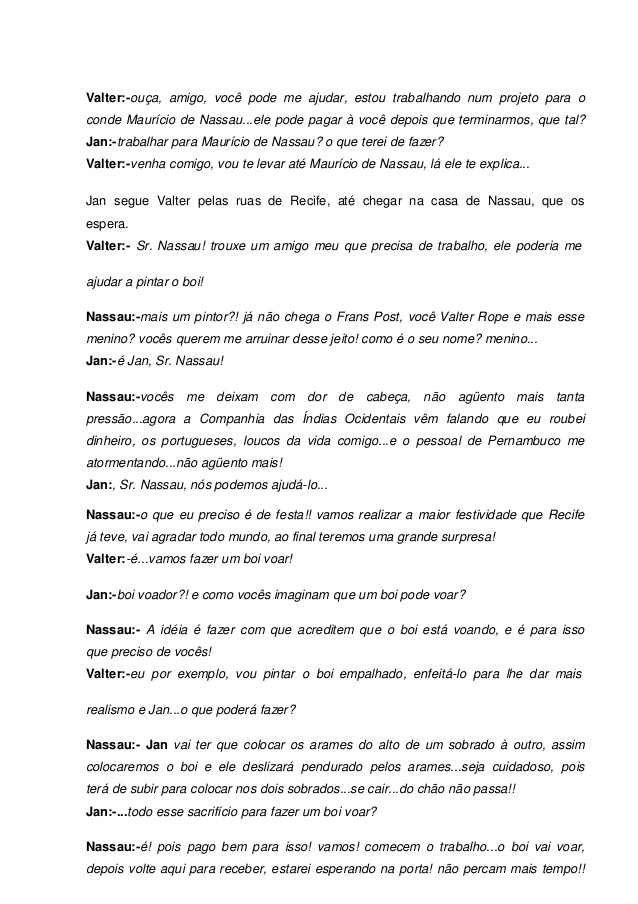 Valter:-ouça, amigo, você pode me ajudar, estou trabalhando num projeto para o
conde Maurício de Nassau...ele pode pagar à você depois que terminarmos, que tal?
Jan:-trabalhar para Maurício de Nassau? o que terei de fazer?
Valter:-venha comigo, vou te levar até Maurício de Nassau, lá ele te explica...
Jan segue Valter pelas ruas de Recife, até chegar na casa de Nassau, que os
espera.
Valter:- Sr. Nassau! trouxe um amigo meu que precisa de trabalho, ele poderia me
ajudar a pintar o boi!
Nassau:-mais um pintor?! já não chega o Frans Post, você Valter Rope e mais esse
menino? vocês querem me arruinar desse jeito! como é o seu nome? menino...
Jan:-é Jan, Sr. Nassau!
Nassau:-vocês me deixam com dor de cabeça, não agüento mais tanta
pressão...agora a Companhia das Índias Ocidentais vêm falando que eu roubei
dinheiro, os portugueses, loucos da vida comigo...e o pessoal de Pernambuco me
atormentando...não agüento mais!
Jan:, Sr. Nassau, nós podemos ajudá-lo...
Nassau:-o que eu preciso é de festa!! vamos realizar a maior festividade que Recife
já teve, vai agradar todo mundo, ao final teremos uma grande surpresa!
Valter:-é...vamos fazer um boi voar!
Jan:-boi voador?! e como vocês imaginam que um boi pode voar?
Nassau:- A idéia é fazer com que acreditem que o boi está voando, e é para isso
que preciso de vocês!
Valter:-eu por exemplo, vou pintar o boi empalhado, enfeitá-lo para lhe dar mais
realismo e Jan...o que poderá fazer?
Nassau:- Jan vai ter que colocar os arames do alto de um sobrado à outro, assim
colocaremos o boi e ele deslizará pendurado pelos arames...seja cuidadoso, pois
terá de subir para colocar nos dois sobrados...se cair...do chão não passa!!
Jan:-...todo esse sacrifício para fazer um boi voar?
Nassau:-é! pois pago bem para isso! vamos! comecem o trabalho...o boi vai voar,
depois volte aqui para receber, estarei esperando na porta! não percam mais tempo!!